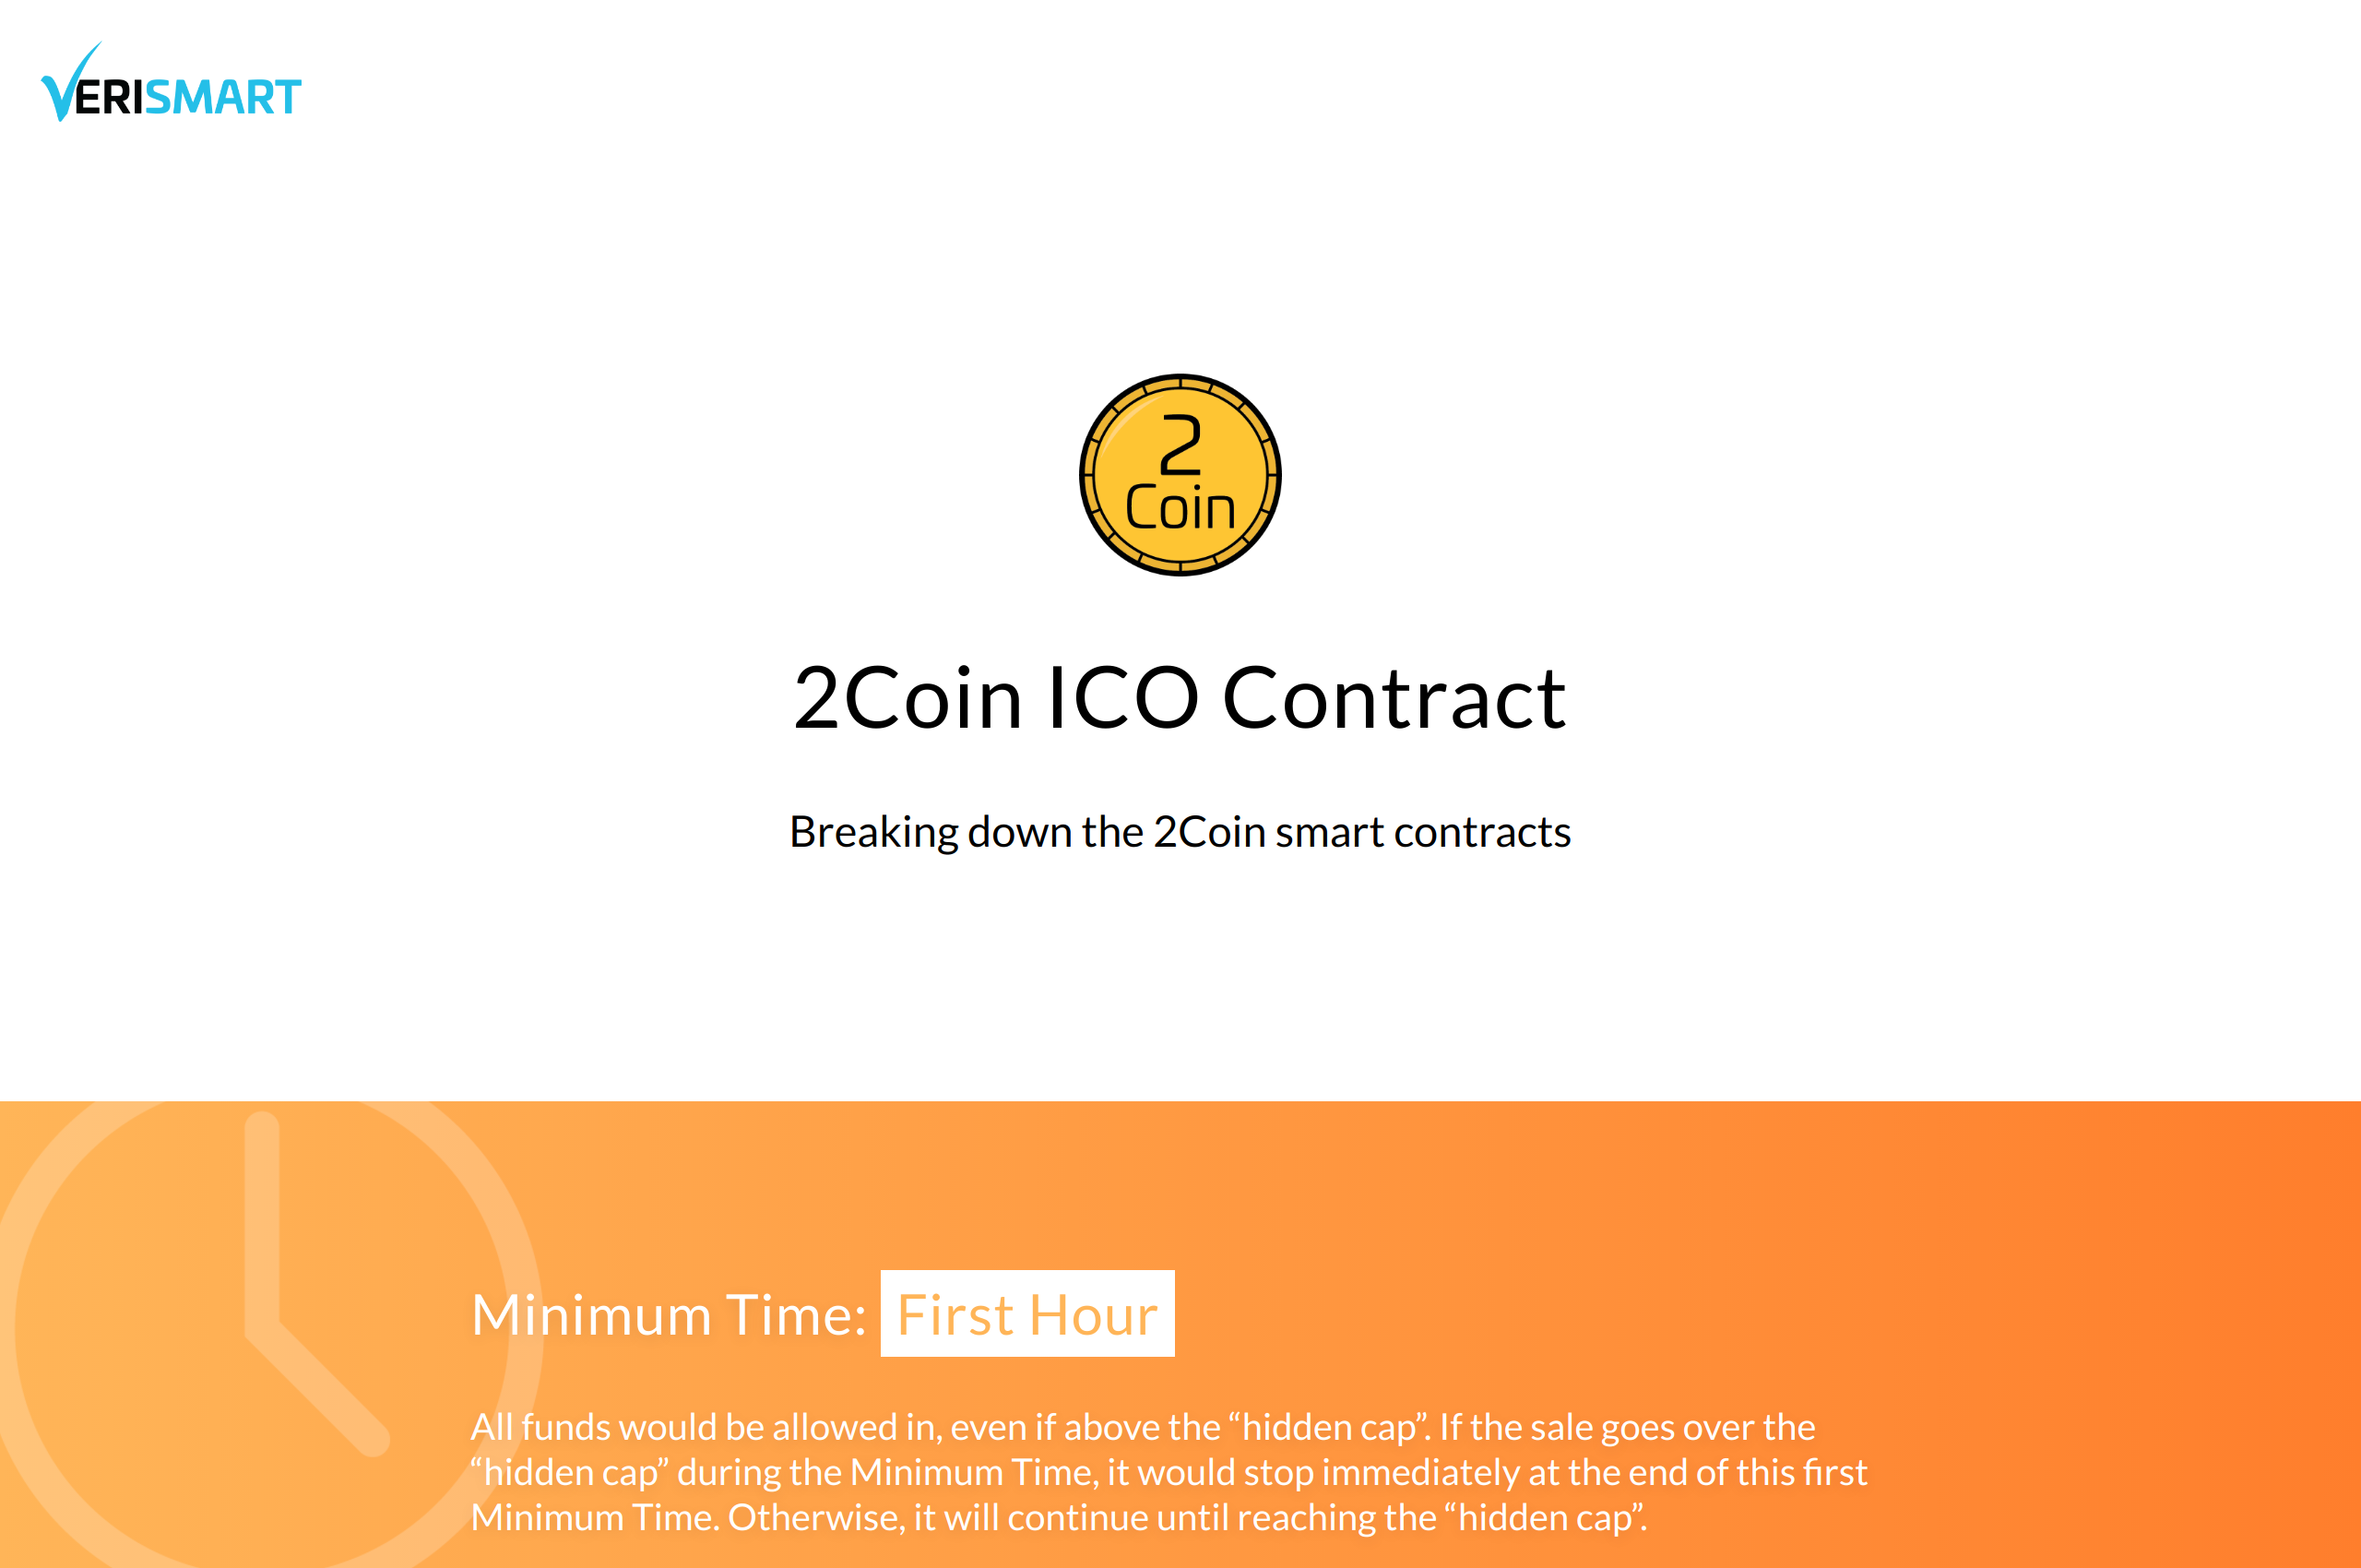 VERISMART
2
Coin
2Coin ICO Contract
Breaking down the 2Coin smart contracts
Minimum Time: First Hour
All funds would be allowed in, even if above the “hidden cap”. If the sale goes over the
“hidden cap” during the Minimum Time, it would stop immediately at the end of this first
Minimum Time. Otherwise, it will continue until reaching the “hidden cap”.